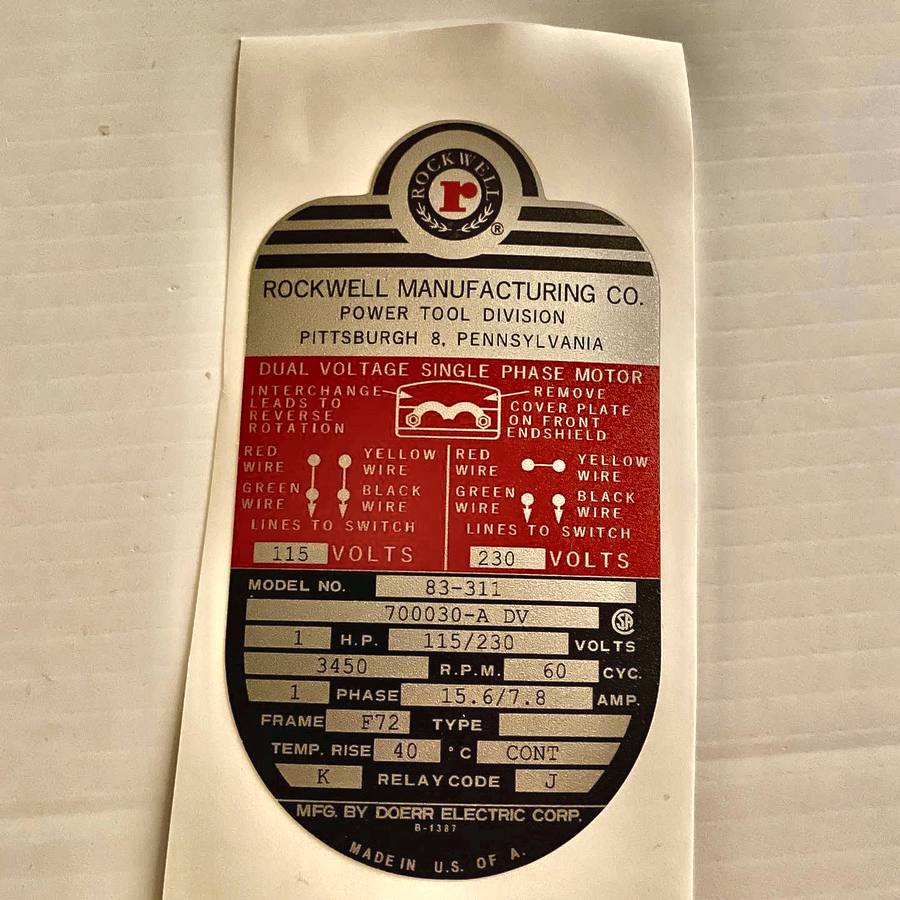 ROCKWELL
r
®
ROCKWELL MANUFACTURING CO.
POWER TOOL DIVISION
PITTSBURGH 8, PENNSYLVANIA
DUAL VOLTAGE SINGLE PHASE MOTOR
INTERCHANGE
LEADS TO
REVERSE
ROTATION
REMOVE
COVER PLATE
ON FRONT
ENDSHIELD
RED
WIRE
YELLOW
WIRE
GREEN
WIRE
BLACK
WIRE
LINES TO SWITCH
115 VOLTS
RED
WIRE
YELLOW
WIRE
GREEN
WIRE
BLACK
WIRE
LINES TO SWITCH
230 VOLTS
MODEL NO. 83-311
700030-A DV SA
1 H.P. 115/230 VOLTS
3450 R.P.M. 60 CYC.
1 PHASE 15.6/7.8 AMP.
FRAME F72 TYPE
TEMP. RISE 40 °C CONT
K RELAY CODE J
MFG. BY DOERR ELECTRIC CORP.
B-1387
MADE IN U.S. OF A.